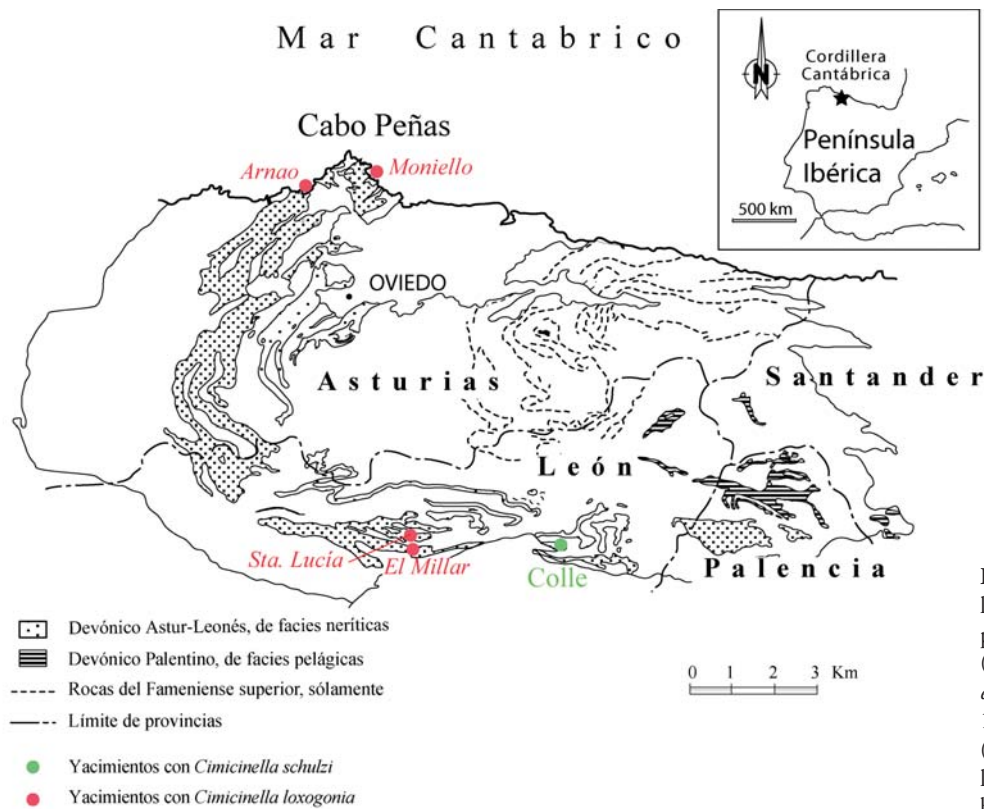 Mar Cantabrico
N
Cordillera
Cantábrica
Península
Ibérica
500 km
Cabo Peñas
Arnao
Moniello
OVIEDO
Asturias
Santander
León
Sta. Lucía
El Millar
Colle
Palencia
Devónico Astur-Leonés, de facies neríticas
Devónico Palentino, de facies pelágicas
Rocas del Fameniense superior, sólamente
Límite de provincias
0 1 2 3 Km
Yacimientos con Cimicinella schulzi
Yacimientos con Cimicinella loxogonia